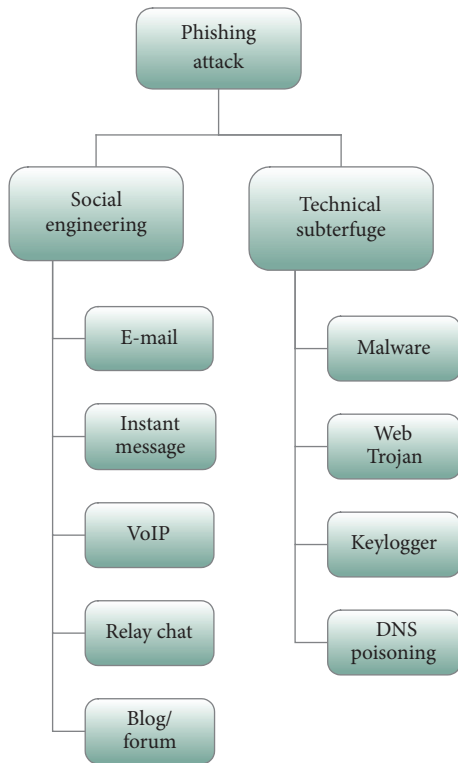 Phishing
attack
Social
engineering
Technical
subterfuge
E-mail
Instant
message
VoIP
Relay chat
Blog/
forum
Malware
Web
Trojan
Keylogger
DNS
poisoning